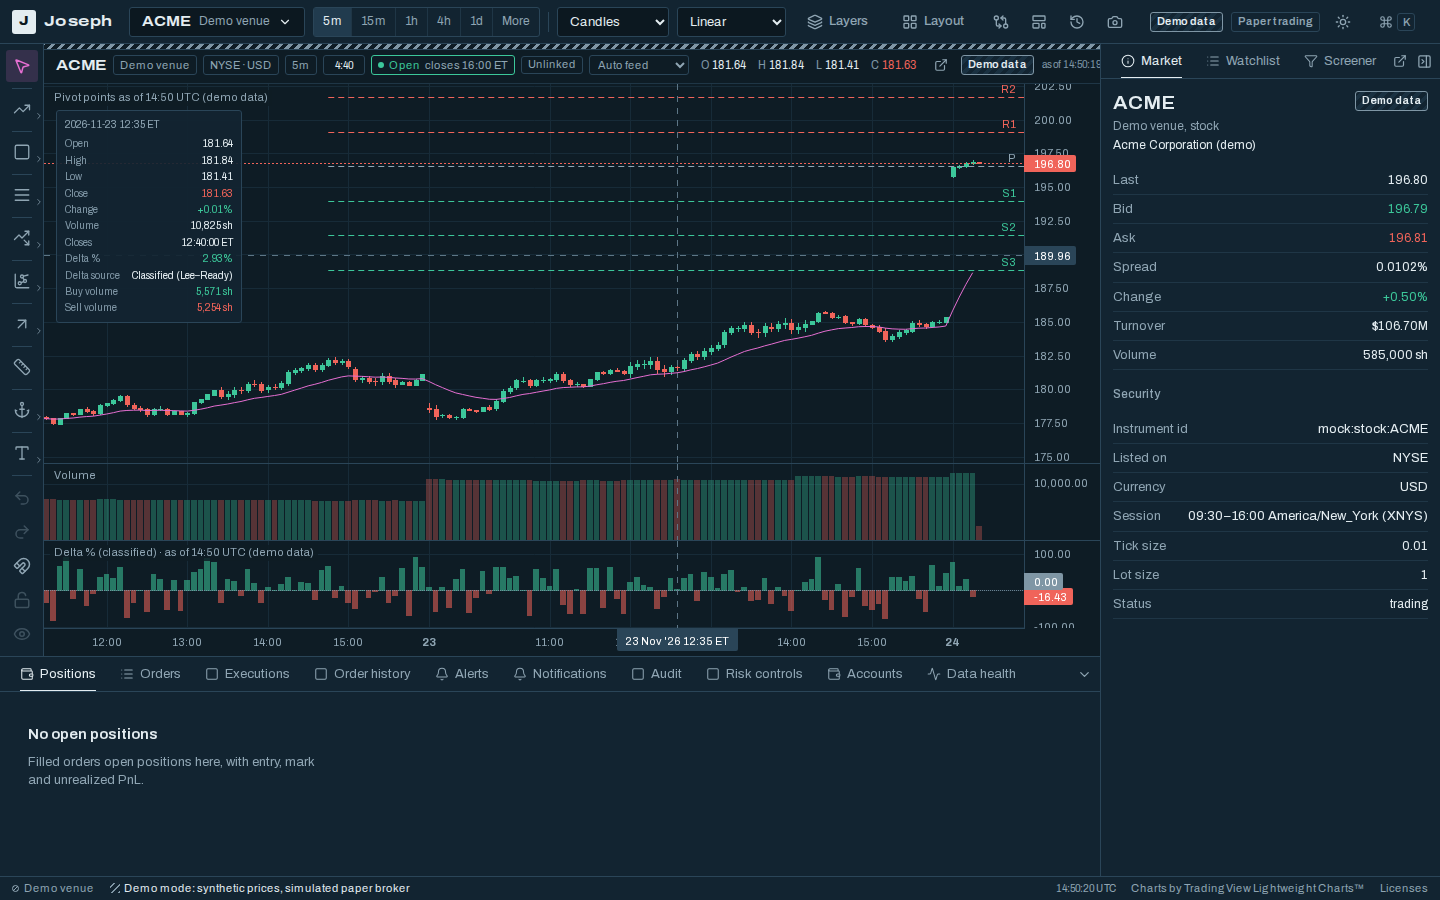 J Joseph ACME Demo venue 5m 15m 1h 4h 1d More Candles Linear Layers Layout Demo data Paper trading ⌘ K
ACME Demo venue NYSE·USD 5m 4:40 Open closes 16:00 ET Unlinked Auto feed O 181.64 H 181.84 L 181.41 C 181.63 Demo data as of 14:50:19
Pivot points as of 14:50 UTC (demo data)
2026-11-23 12:35 ET
Open 181.64
High 181.84
Low 181.41
Close 181.63
Change +0.01%
Volume 10,825 sh
Closes 12:40:00 ET
Delta % 2.93%
Delta source Classified (Lee-Ready)
Buy volume 5,571 sh
Sell volume 5,254 sh
R2
R1
P
S1
S2
S3
202.50
200.00
197.50
196.80
195.00
192.50
189.96
187.50
185.00
182.50
180.00
177.50
175.00
Volume
10,000.00
Delta % (classified) · as of 14:50 UTC (demo data)
100.00
0.00
-16.43
-100.00
12:00 13:00 14:00 15:00 23 11:00 23 Nov '26 12:35 ET 14:00 15:00 24
Positions Orders Executions Order history Alerts Notifications Audit Risk controls Accounts Data health
No open positions
Filled orders open positions here, with entry, mark
and unrealized PnL.
Market Watchlist Screener
ACME Demo data
Demo venue, stock
Acme Corporation (demo)
Last 196.80
Bid 196.79
Ask 196.81
Spread 0.0102%
Change +0.50%
Turnover $106.70M
Volume 585,000 sh
Security
Instrument id mock:stock:ACME
Listed on NYSE
Currency USD
Session 09:30–16:00 America/New_York (XNYS)
Tick size 0.01
Lot size 1
Status trading
Demo venue Demo mode: synthetic prices, simulated paper broker 14:50:20 UTC Charts by TradingView Lightweight Charts™ Licenses